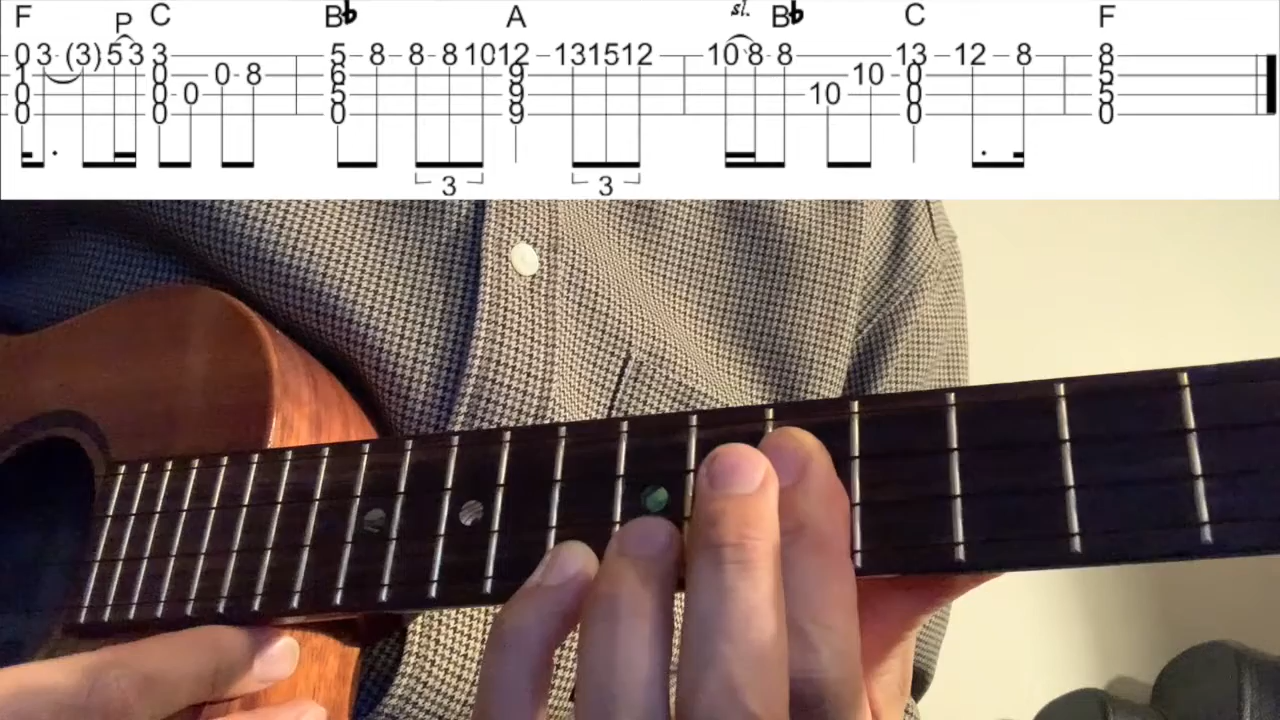 F P C B♭ A sl. B♭ C F
0 3 (3) 5 3 3 5 8 8 8 10 12 13 15 12 10 8 8 13 12 8 8
1 0 0 8 6 9 10 0 6
0 0 0 5 9 10 0 5
0 0 0 9 0 0
3 3